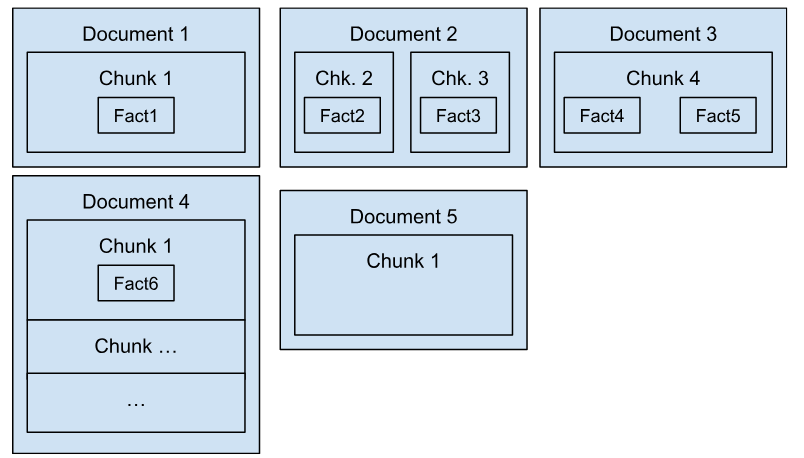 Document 1
Chunk 1
Fact1
Document 2
Chk. 2
Fact2
Chk. 3
Fact3
Document 3
Chunk 4
Fact4
Fact5
Document 4
Chunk 1
Fact6
Chunk …
…
Document 5
Chunk 1